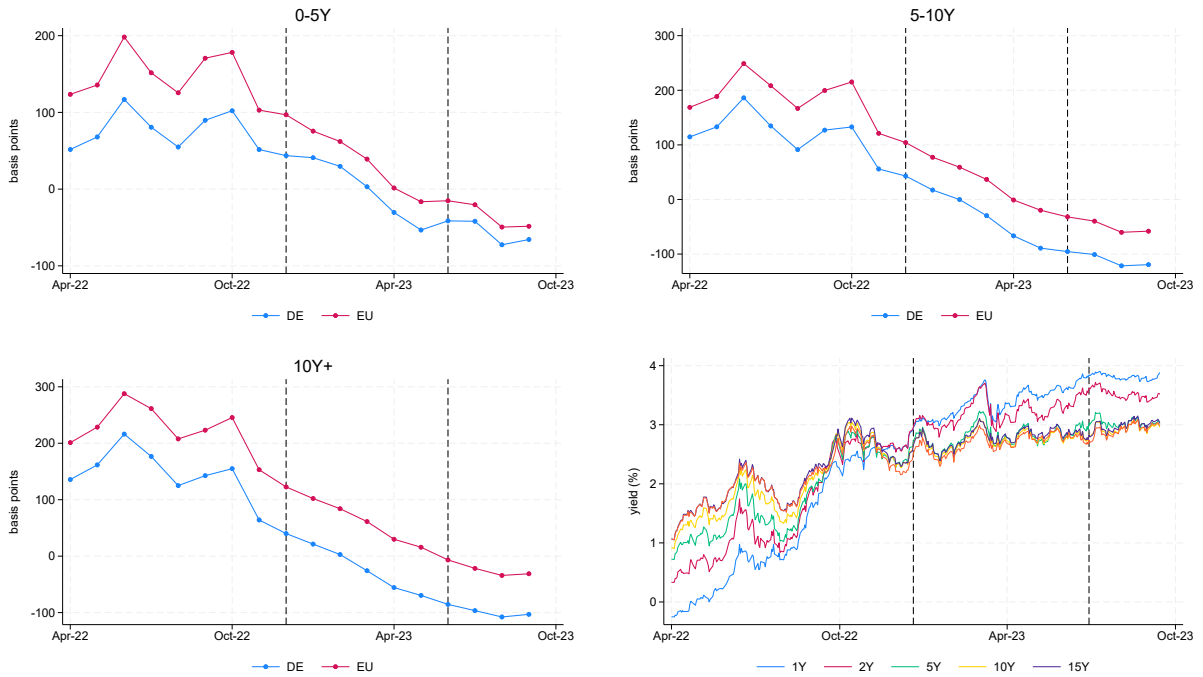 0-5Y
200
100
0
-100
basis points
Apr-22 Oct-22 Apr-23 Oct-23
DE EU
5-10Y
300
200
100
0
-100
basis points
Apr-22 Oct-22 Apr-23 Oct-23
DE EU
10Y+
300
200
100
0
-100
basis points
Apr-22 Oct-22 Apr-23 Oct-23
DE EU
4
3
2
1
0
yield (%)
Apr-22 Oct-22 Apr-23 Oct-23
1Y 2Y 5Y 10Y 15Y